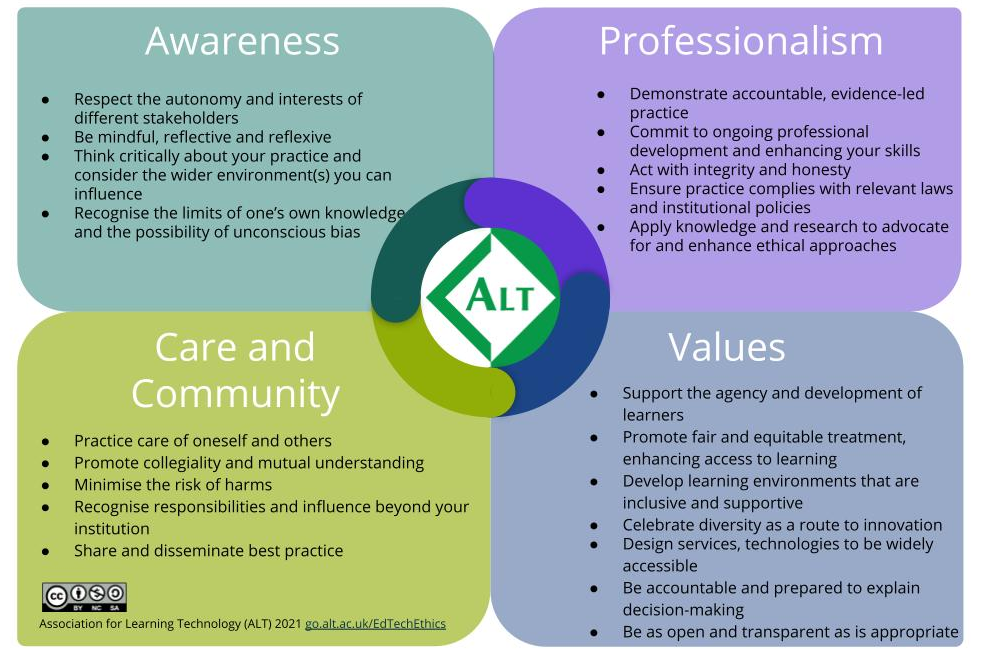 Awareness
● Respect the autonomy and interests of
different stakeholders
● Be mindful, reflective and reflexive
● Think critically about your practice and
consider the wider environment(s) you can
influence
● Recognise the limits of one’s own knowledge
and the possibility of unconscious bias
Professionalism
● Demonstrate accountable, evidence-led
practice
● Commit to ongoing professional
development and enhancing your skills
● Act with integrity and honesty
● Ensure practice complies with relevant laws
and institutional policies
● Apply knowledge and research to advocate
for and enhance ethical approaches
ALT
Care and
Community
● Practice care of oneself and others
● Promote collegiality and mutual understanding
● Minimise the risk of harms
● Recognise responsibilities and influence beyond your
institution
● Share and disseminate best practice
cc BY NC SA
Association for Learning Technology (ALT) 2021 go.alt.ac.uk/EdTechEthics
Values
● Support the agency and development of
learners
● Promote fair and equitable treatment,
enhancing access to learning
● Develop learning environments that are
inclusive and supportive
● Celebrate diversity as a route to innovation
● Design services, technologies to be widely
accessible
● Be accountable and prepared to explain
decision-making
● Be as open and transparent as is appropriate